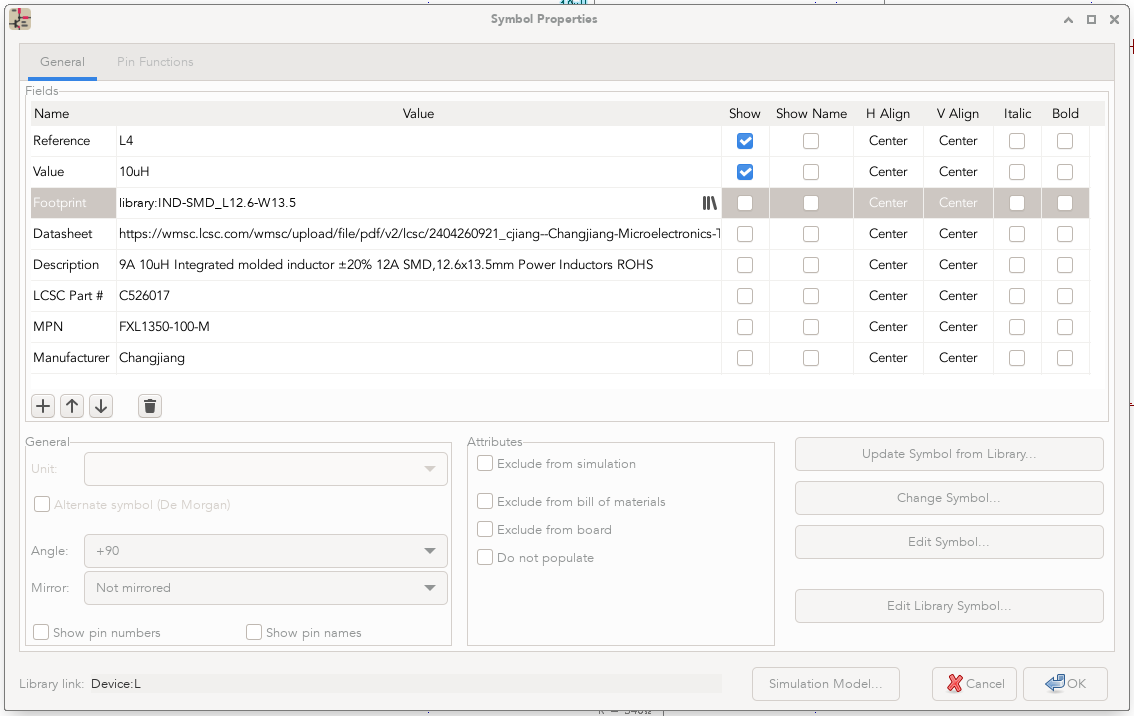 Symbol Properties
General Pin Functions
Fields
Name Value Show Show Name H Align V Align Italic Bold
Reference L4 Center Center
Value 10uH Center Center
Footprint library:IND-SMD_L12.6-W13.5 Center Center
Datasheet https://wmsc.lcsc.com/wmsc/upload/file/pdf/v2/lcsc/2404260921_cjiang--Changjiang-Microelectronics-T Center Center
Description 9A 10uH Integrated molded inductor ±20% 12A SMD,12.6x13.5mm Power Inductors ROHS Center Center
LCSC Part # C526017 Center Center
MPN FXL1350-100-M Center Center
Manufacturer Changjiang Center Center
General
Unit:
Alternate symbol (De Morgan)
Angle: +90
Mirror: Not mirrored
Show pin numbers Show pin names
Attributes
Exclude from simulation
Exclude from bill of materials
Exclude from board
Do not populate
Update Symbol from Library...
Change Symbol...
Edit Symbol...
Edit Library Symbol...
Library link: Device:L
Simulation Model... Cancel OK